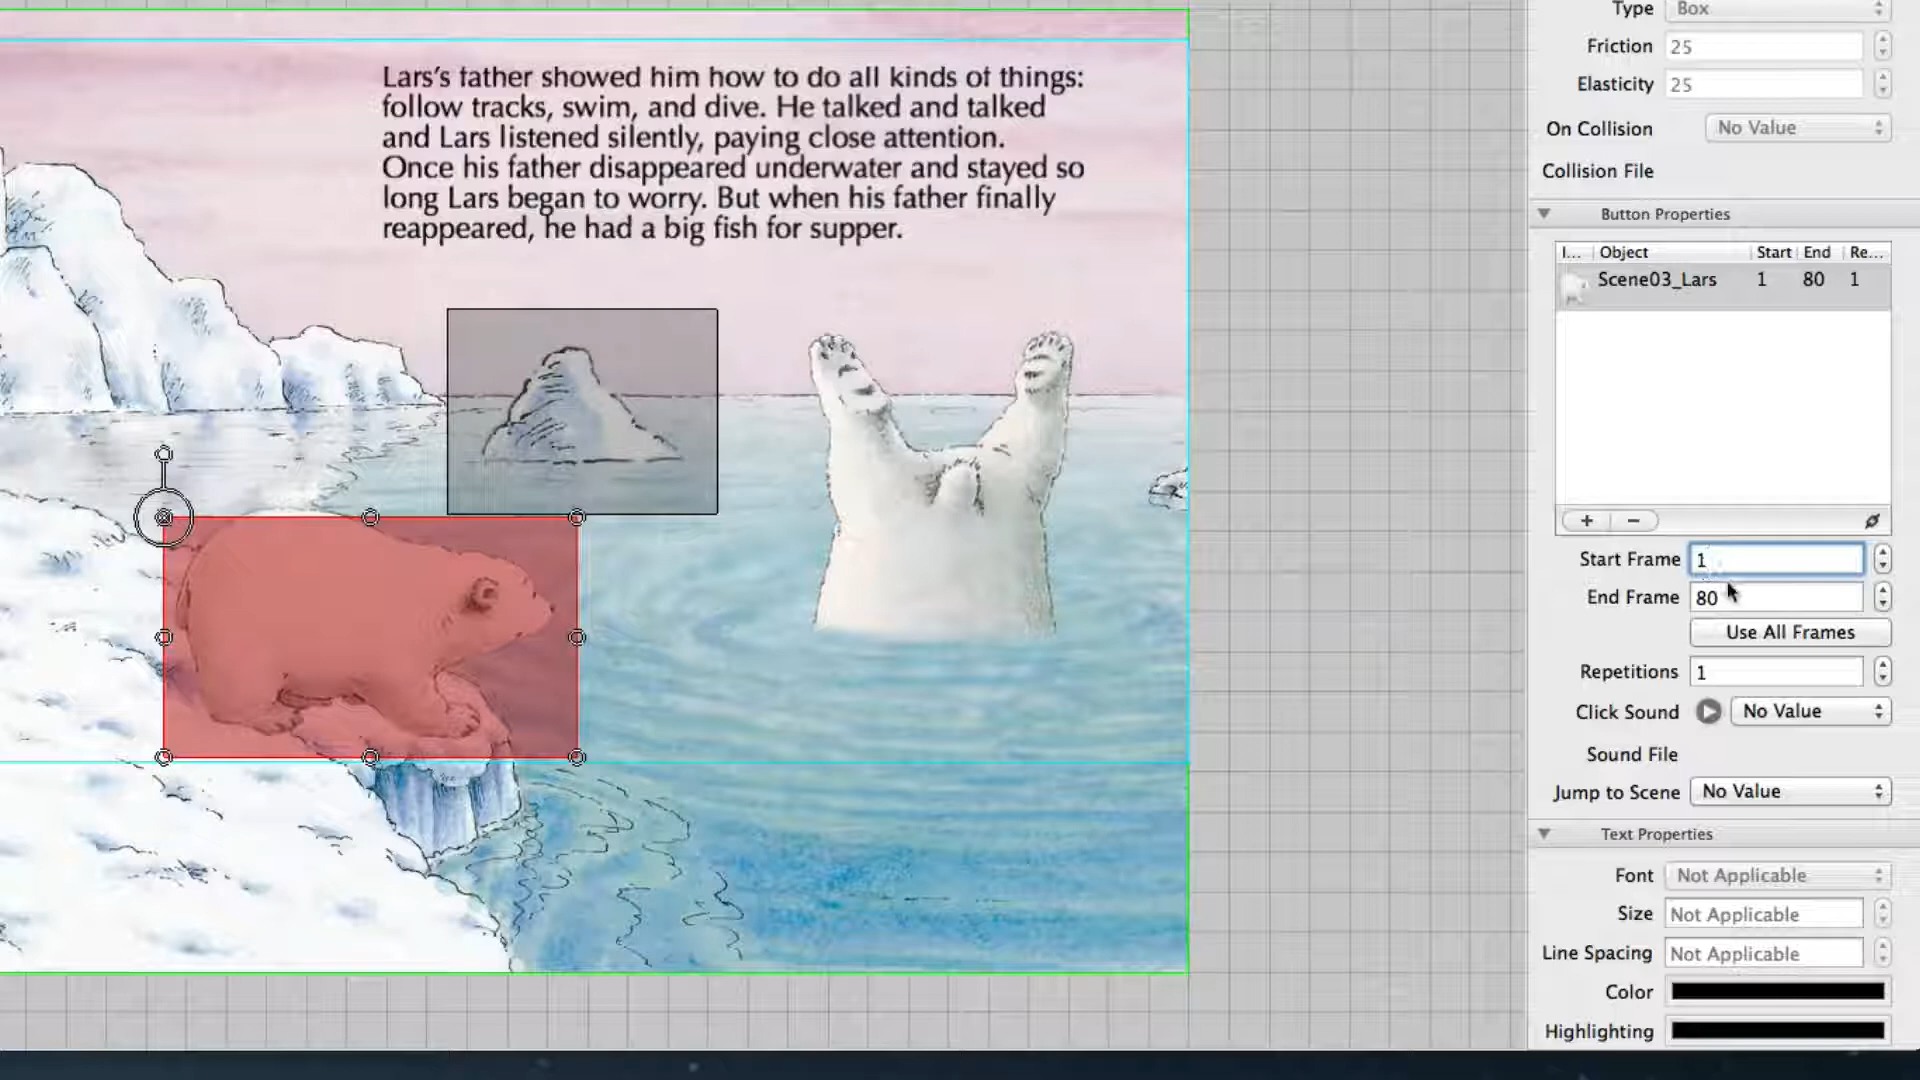 Lars's father showed him how to do all kinds of things:
follow tracks, swim, and dive. He talked and talked
and Lars listened silently, paying close attention.
Once his father disappeared underwater and stayed so
long Lars began to worry. But when his father finally
reappeared, he had a big fish for supper.
Type Box
Friction 25
Elasticity 25
On Collision No Value
Collision File
Button Properties
I... Object Start End Re...
Scene03_Lars 1 80 1
+ −
Start Frame 1
End Frame 80
Use All Frames
Repetitions 1
Click Sound No Value
Sound File
Jump to Scene No Value
Text Properties
Font Not Applicable
Size Not Applicable
Line Spacing Not Applicable
Color
Highlighting